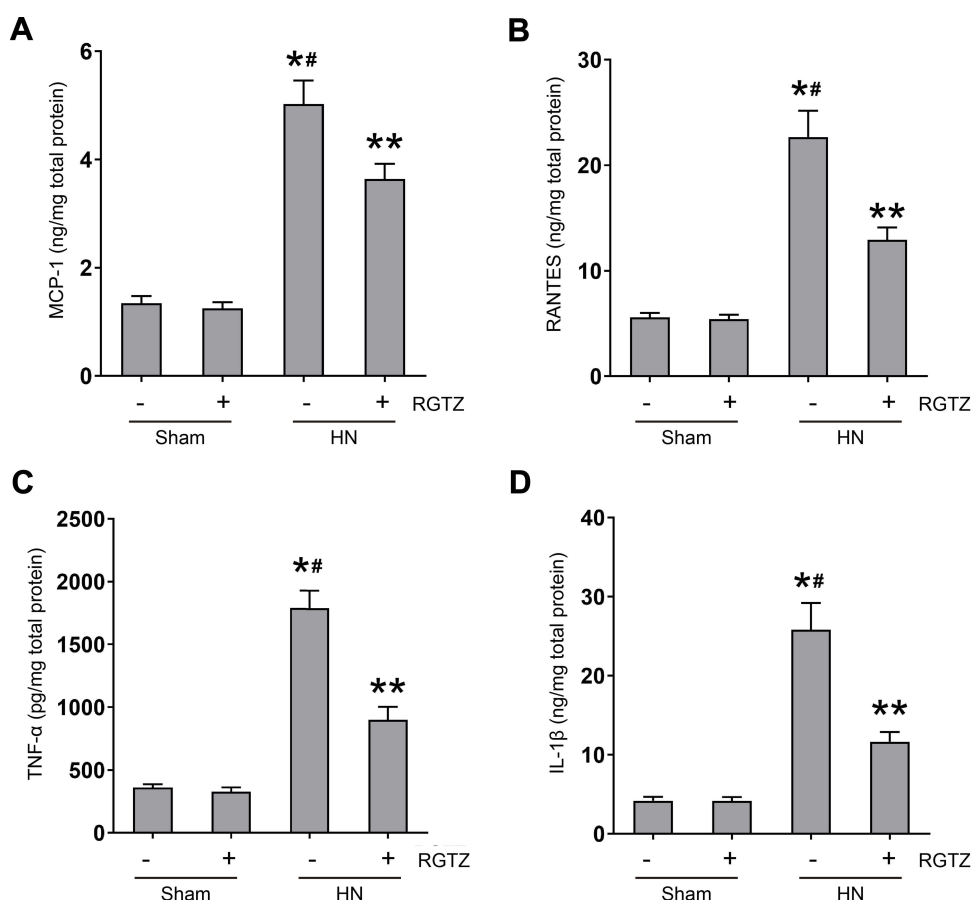 A
MCP-1 (ng/mg total protein)
6
4
2
0
*#
**
- + - + RGTZ
Sham HN
B
RANTES (ng/mg total protein)
30
20
10
0
*#
**
- + - + RGTZ
Sham HN
C
TNF-α (pg/mg total protein)
2500
2000
1500
1000
500
0
*#
**
- + - + RGTZ
Sham HN
D
IL-1β (ng/mg total protein)
40
30
20
10
0
*#
**
- + - + RGTZ
Sham HN